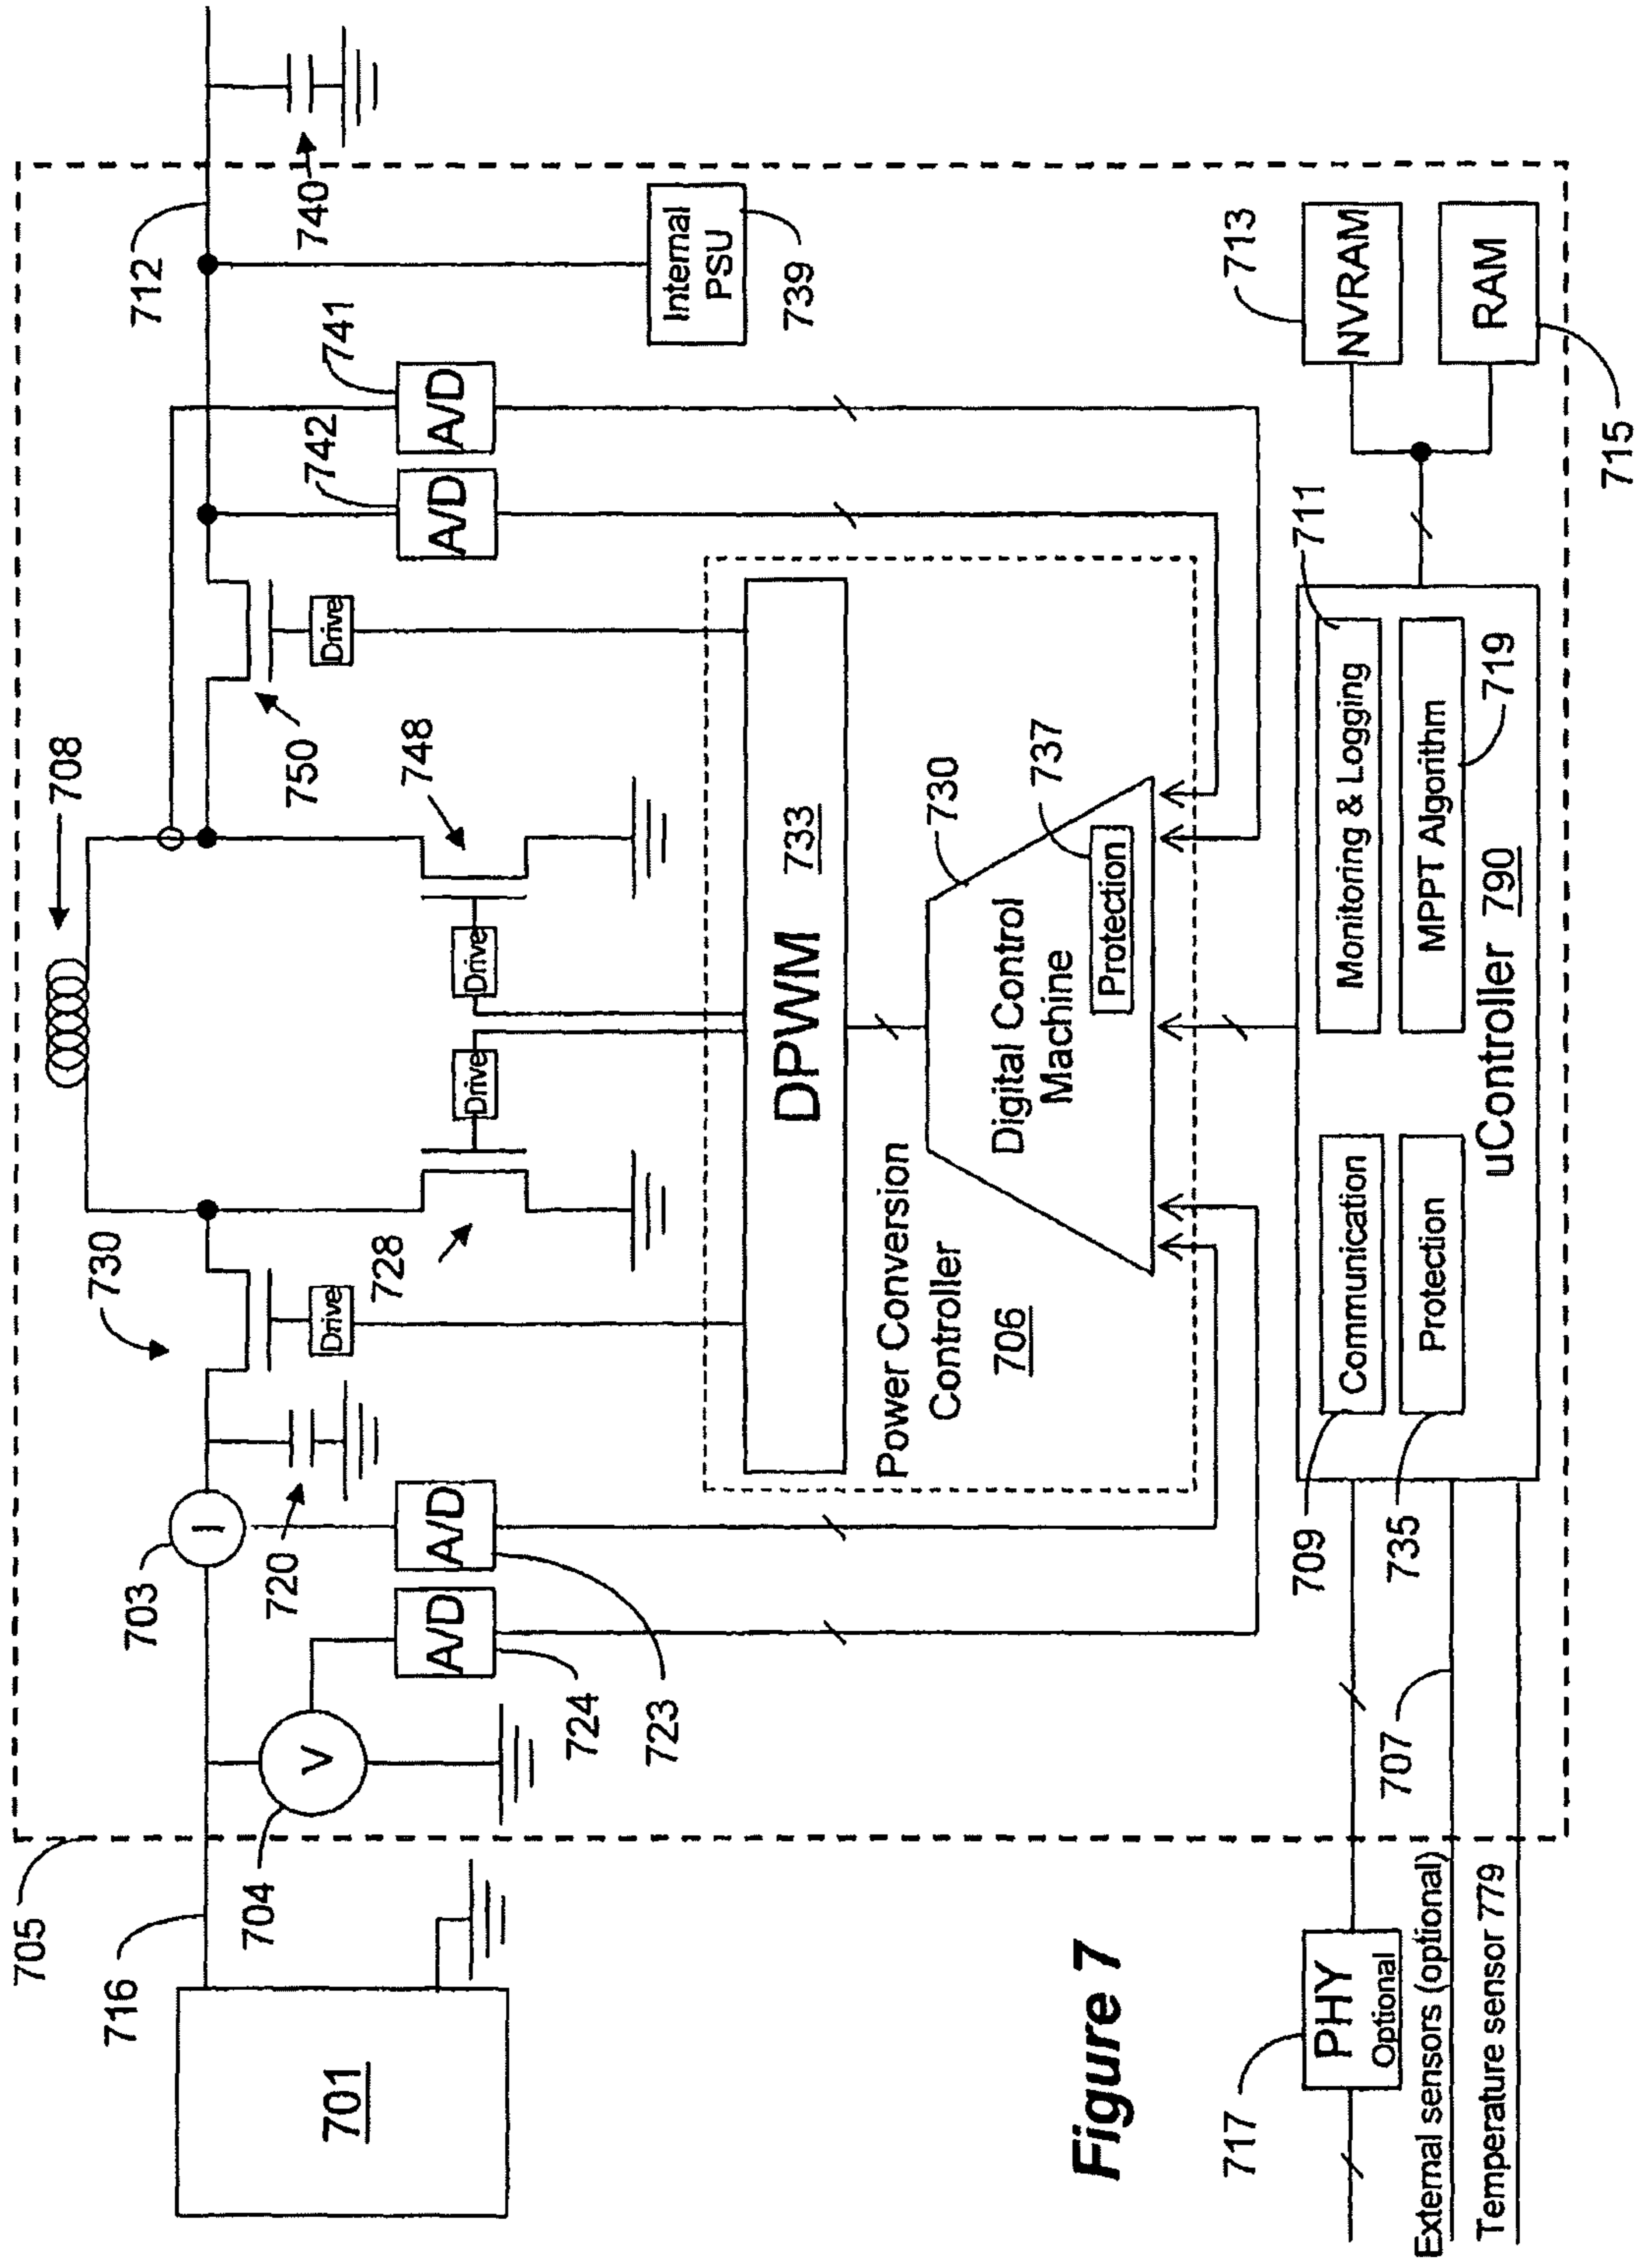 705
716
701
704
703
720
730
708
728
748
750
712
740
741
742
724
723
A/D
A/D
A/D
A/D
V
I
Drive
Drive
Drive
Drive
Internal
PSU
739
DPWM 733
Power Conversion
Controller
706
Digital Control
Machine
730
Protection
737
Figure 7
717
PHY
Optional
External sensors (optional)
Temperature sensor 779
707
709
735
Communication
Protection
Monitoring & Logging
MPPT Algorithm
711
719
uController 790
NVRAM
713
RAM
715